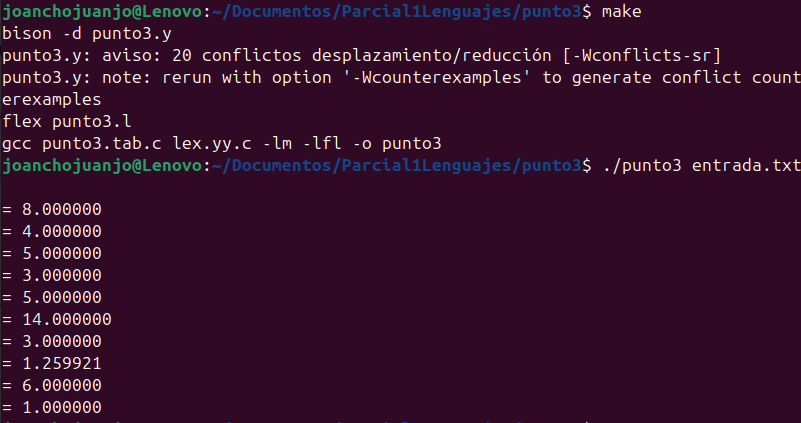 joanchojuanjo@Lenovo:~/Documentos/Parcial1Lenguajes/punto3$ make
bison -d punto3.y
punto3.y: aviso: 20 conflictos desplazamiento/reducción [-Wconflicts-sr]
punto3.y: note: rerun with option '-Wcounterexamples' to generate conflict count
erexamples
flex punto3.l
gcc punto3.tab.c lex.yy.c -lm -lfl -o punto3
joanchojuanjo@Lenovo:~/Documentos/Parcial1Lenguajes/punto3$ ./punto3 entrada.txt
= 8.000000
= 4.000000
= 5.000000
= 3.000000
= 5.000000
= 14.000000
= 3.000000
= 1.259921
= 6.000000
= 1.000000